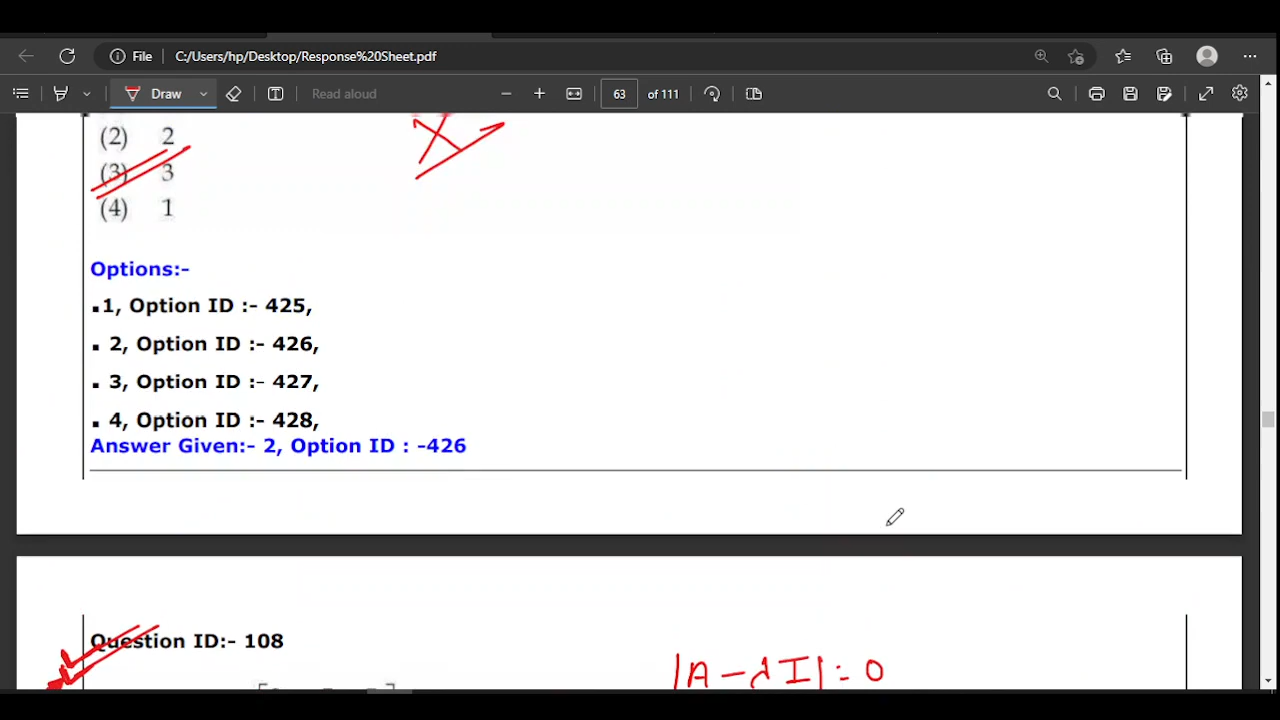 File C:/Users/hp/Desktop/Response%20Sheet.pdf
Draw Read aloud 63 of 111
(2) 2
(3) 3
(4) 1
Options:-
1, Option ID :- 425,
2, Option ID :- 426,
3, Option ID :- 427,
4, Option ID :- 428,
Answer Given:- 2, Option ID : -426
Question ID:- 108
|A - λI| = 0